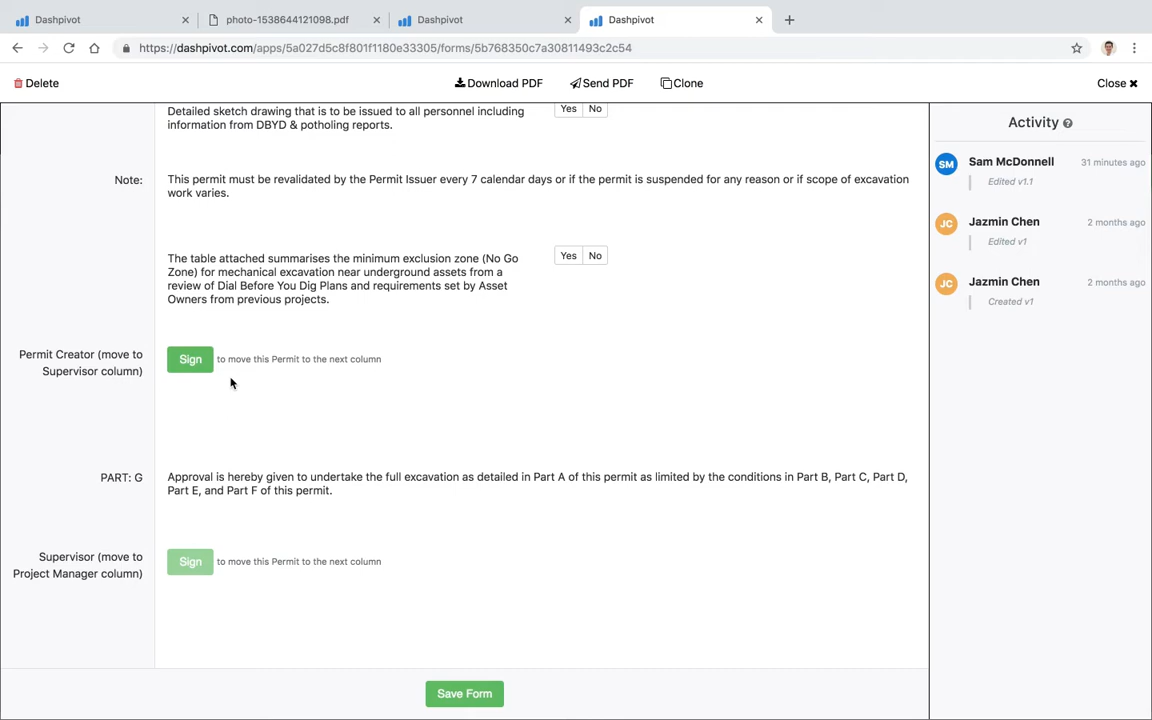 Dashpivot
photo-1538644121098.pdf
Dashpivot
Dashpivot
https://dashpivot.com/apps/5a027d5c8f801f1180e33305/forms/5b768350c7a30811493c2c54
Delete
Download PDF
Send PDF
Clone
Close
Detailed sketch drawing that is to be issued to all personnel including
information from DBYD & potholing reports.
Yes
No
Note:
This permit must be revalidated by the Permit Issuer every 7 calendar days or if the permit is suspended for any reason or if scope of excavation
work varies.
The table attached summarises the minimum exclusion zone (No Go
Zone) for mechanical excavation near underground assets from a
review of Dial Before You Dig Plans and requirements set by Asset
Owners from previous projects.
Yes
No
Permit Creator (move to
Supervisor column)
Sign to move this Permit to the next column
PART: G
Approval is hereby given to undertake the full excavation as detailed in Part A of this permit as limited by the conditions in Part B, Part C, Part D,
Part E, and Part F of this permit.
Supervisor (move to
Project Manager column)
Sign to move this Permit to the next column
Save Form
Activity
SM
Sam McDonnell
31 minutes ago
Edited v1.1
JC
Jazmin Chen
2 months ago
Edited v1
JC
Jazmin Chen
2 months ago
Created v1